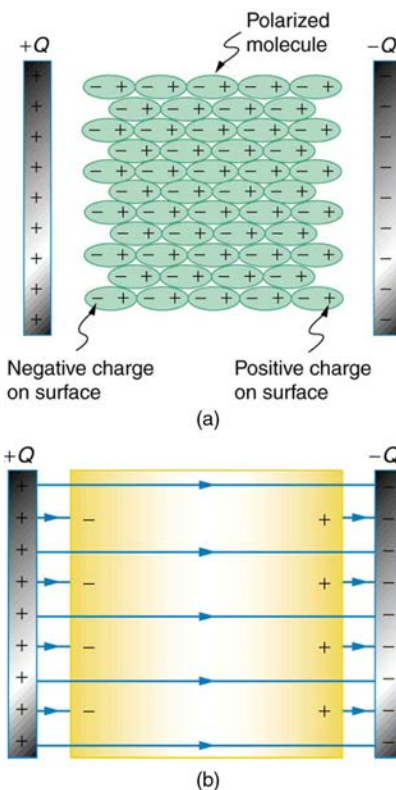 Polarized
molecule
+Q
−Q
Negative charge
on surface
Positive charge
on surface
(a)
+Q
−Q
(b)